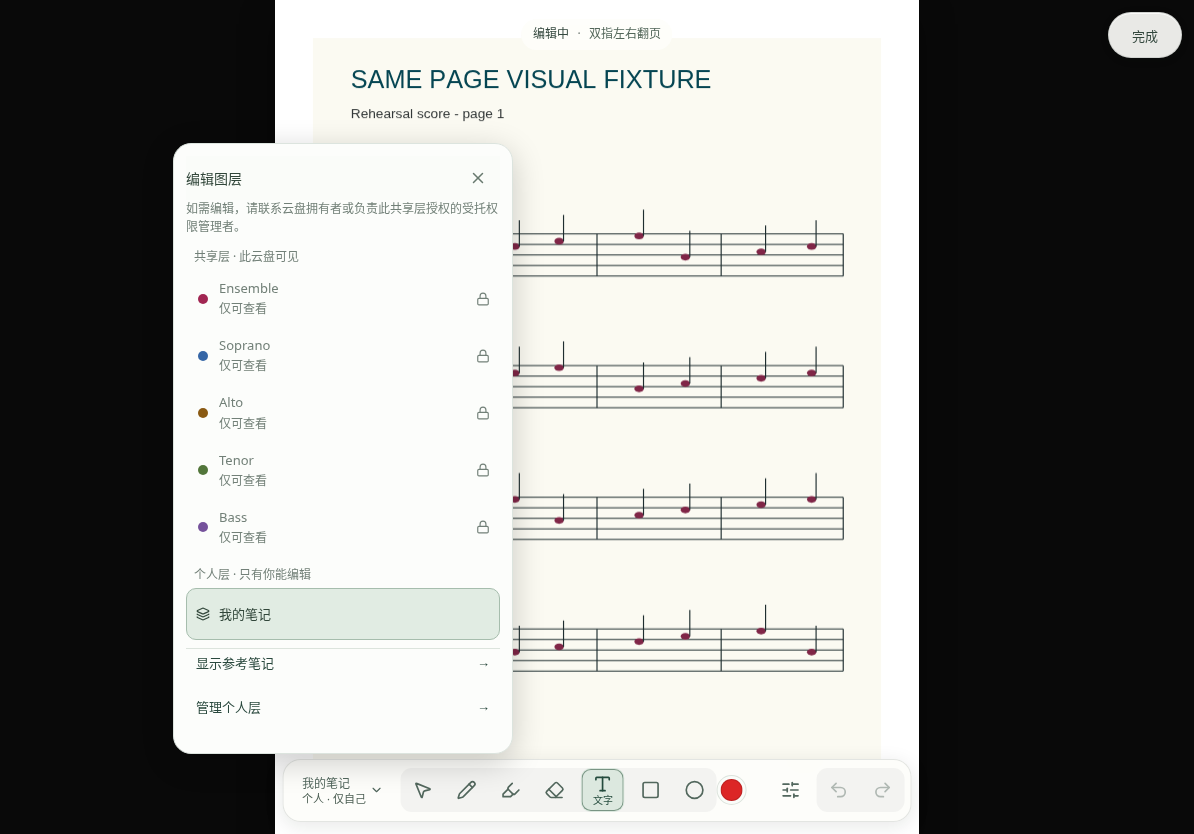 编辑中 · 双指左右翻页
完成
SAME PAGE VISUAL FIXTURE
Rehearsal score - page 1
编辑图层
如需编辑，请联系云盘拥有者或负责此共享层授权的受托权
限管理者。
共享层 · 此云盘可见
Ensemble
仅可查看
Soprano
仅可查看
Alto
仅可查看
Tenor
仅可查看
Bass
仅可查看
个人层 · 只有你能编辑
我的笔记
显示参考笔记 →
管理个人层 →
我的笔记
个人 · 仅自己
文字